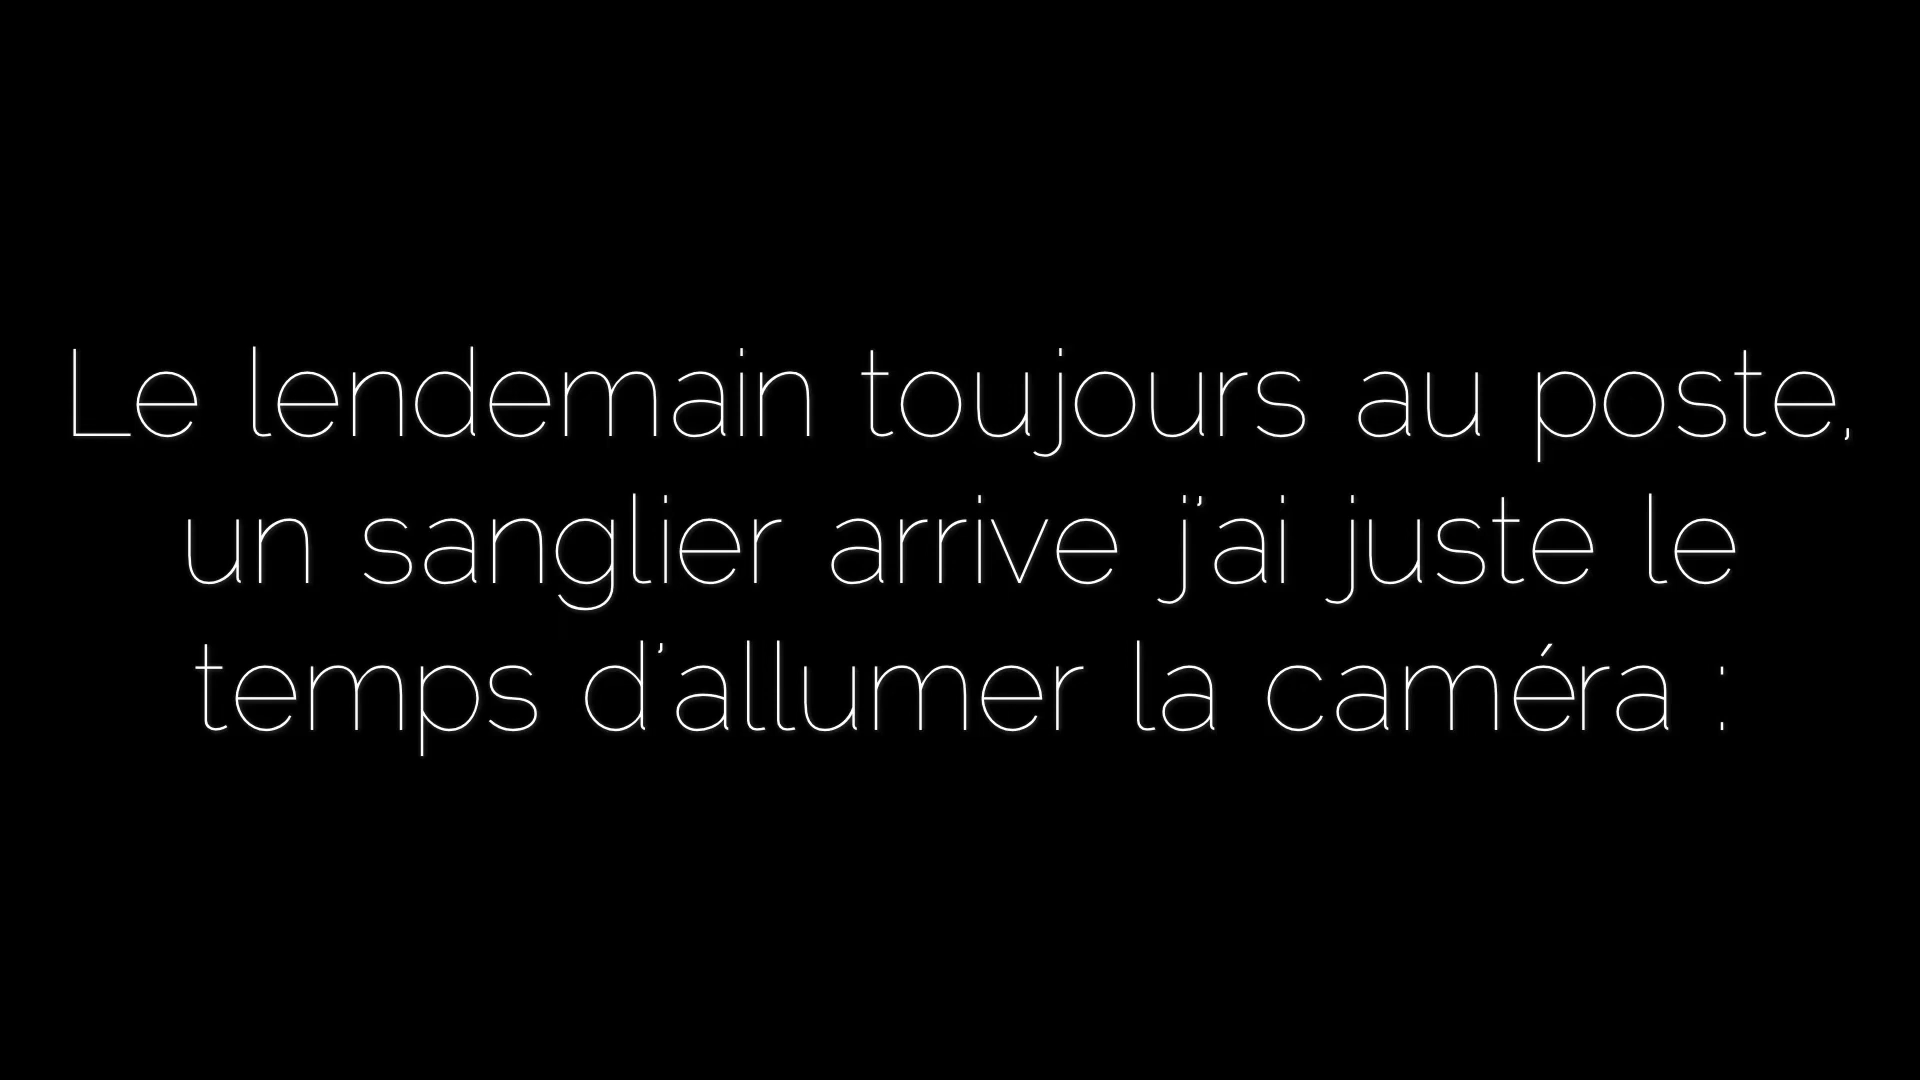 Le lendemain toujours au poste,
un sanglier arrive j'ai juste le
temps d'allumer la caméra :